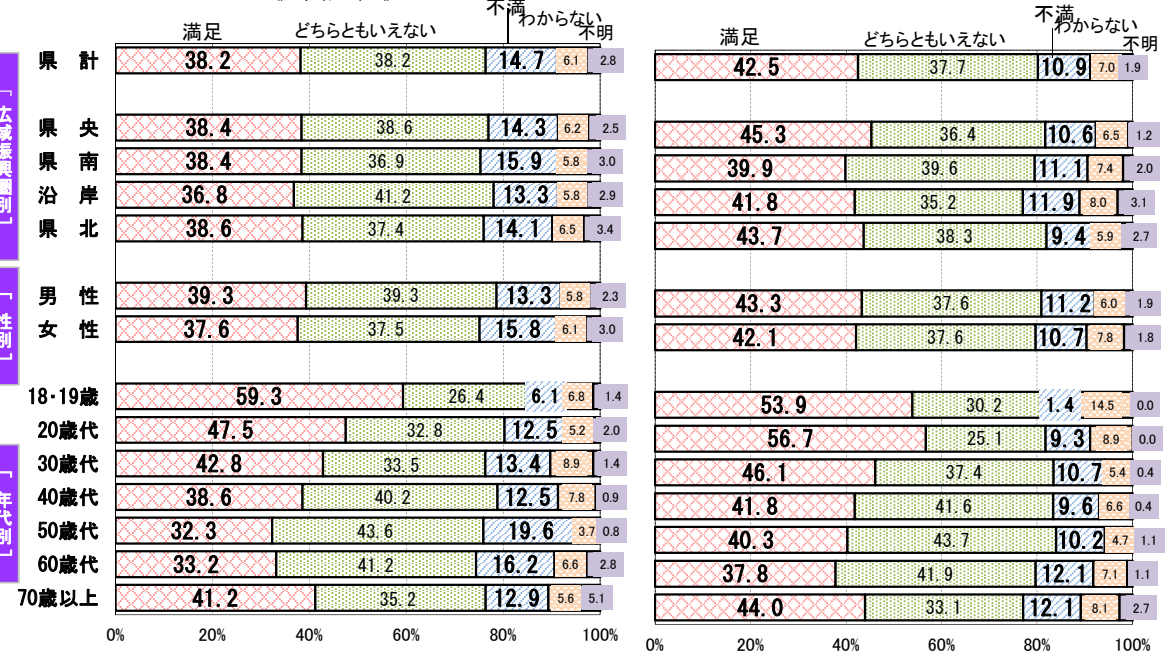 不満
わからない
満足 どちらともいえない 不明
県 計 38.2 38.2 14.7 6.1 2.8
[広域振興圏別]
県 央 38.4 38.6 14.3 6.2 2.5
県 南 38.4 36.9 15.9 5.8 3.0
沿 岸 36.8 41.2 13.3 5.8 2.9
県 北 38.6 37.4 14.1 6.5 3.4
[性別]
男 性 39.3 39.3 13.3 5.8 2.3
女 性 37.6 37.5 15.8 6.1 3.0
[年代別]
18・19歳 59.3 26.4 6.1 6.8 1.4
20歳代 47.5 32.8 12.5 5.2 2.0
30歳代 42.8 33.5 13.4 8.9 1.4
40歳代 38.6 40.2 12.5 7.8 0.9
50歳代 32.3 43.6 19.6 3.7 0.8
60歳代 33.2 41.2 16.2 6.6 2.8
70歳以上 41.2 35.2 12.9 5.6 5.1
0% 20% 40% 60% 80% 100%
不満
わからない
満足 どちらともいえない 不明
42.5 37.7 10.9 7.0 1.9
45.3 36.4 10.6 6.5 1.2
39.9 39.6 11.1 7.4 2.0
41.8 35.2 11.9 8.0 3.1
43.7 38.3 9.4 5.9 2.7
43.3 37.6 11.2 6.0 1.9
42.1 37.6 10.7 7.8 1.8
53.9 30.2 1.4 14.5 0.0
56.7 25.1 9.3 8.9 0.0
46.1 37.4 10.7 5.4 0.4
41.8 41.6 9.6 6.6 0.4
40.3 43.7 10.2 4.7 1.1
37.8 41.9 12.1 7.1 1.1
44.0 33.1 12.1 8.1 2.7
0% 20% 40% 60% 80% 100%